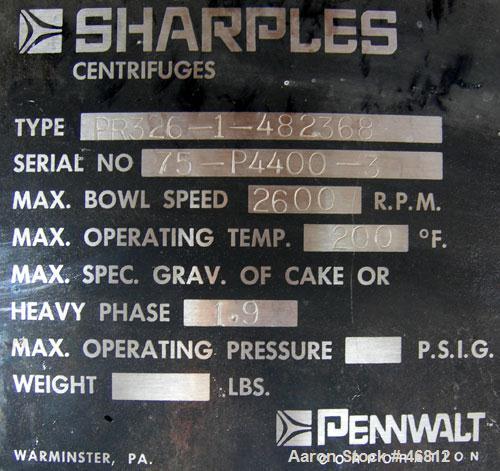 SHARPLES
CENTRIFUGES
TYPE PR326-1-482368
SERIAL NO 75-P4400-3
MAX. BOWL SPEED 2600 R.P.M.
MAX. OPERATING TEMP. 200 °F.
MAX. SPEC. GRAV. OF CAKE OR
HEAVY PHASE 1.9
MAX. OPERATING PRESSURE P.S.I.G.
WEIGHT LBS.
PENNWALT
CORPORATION
WARMINSTER, PA.
Aaron Stock #46812